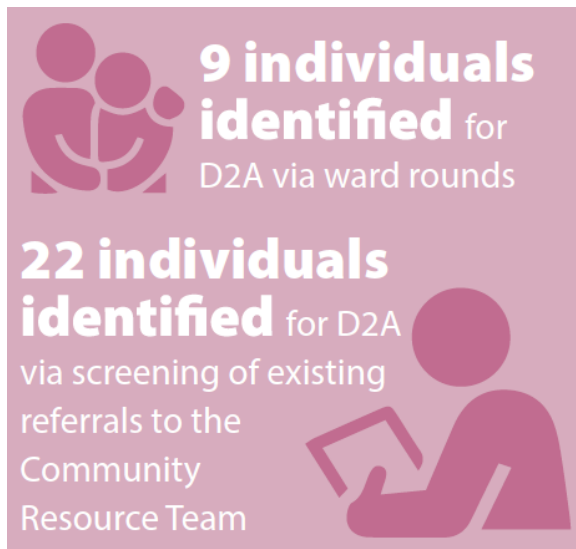 9 individuals
identified for
D2A via ward rounds
22 individuals
identified for D2A
via screening of existing
referrals to the
Community
Resource Team